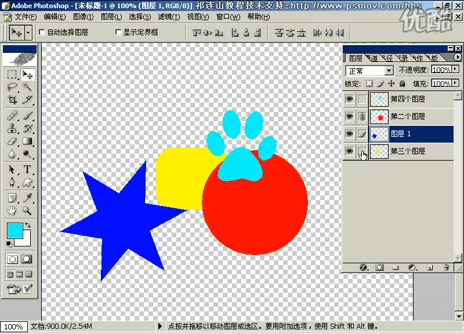 Adobe Photoshop - [未标题-1 @ 100% (图层 1,RGB/8)] 祁连山教程技术支持:http://www.psmov.com/bbs
优酷
文件(F) 编辑(E) 图像(I) 图层(L) 选择(S) 滤镜(T) 视图(V) 窗口(W) 帮助(H)
自动选择图层 显示定界框
图层
正常 不透明度: 100%
锁定: 填充: 100%
第四个图层
第二个图层
图层 1
第三个图层
100% 文档:900.0K/2.54M 点按并拖移以移动图层或选区。要用附加选项，使用 Shift 和 Alt 键。